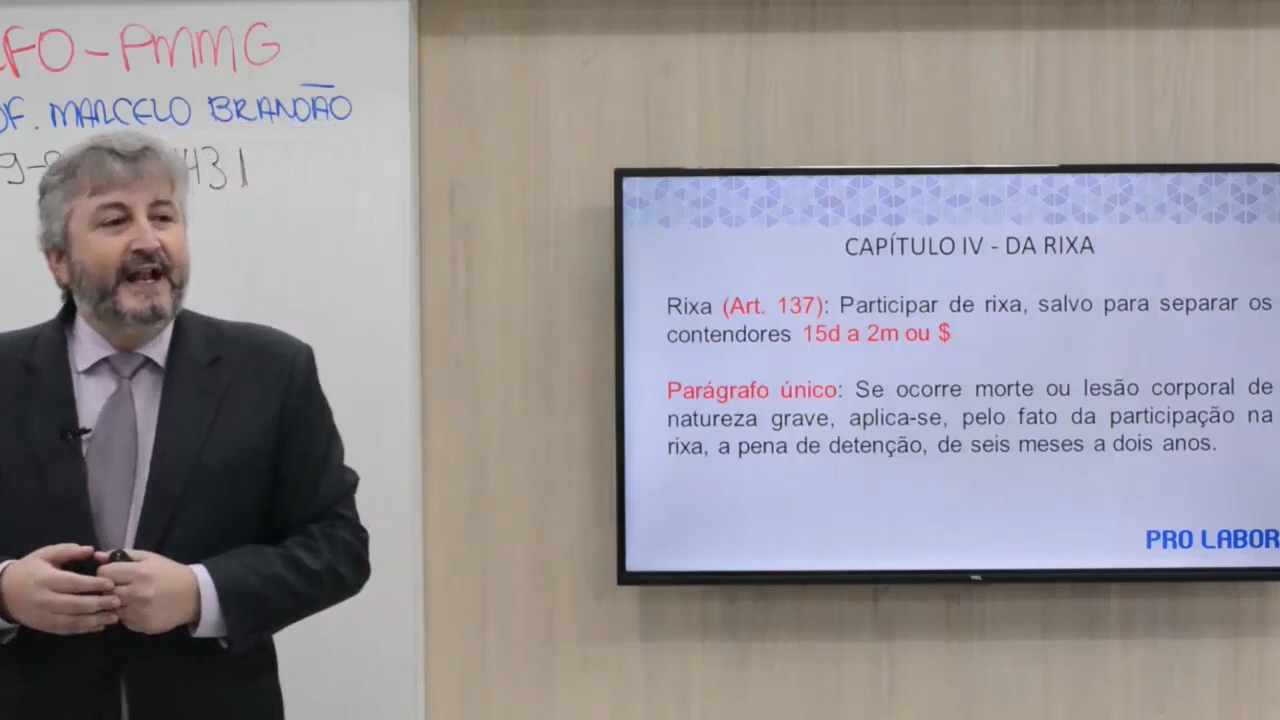 FO-PMMG
OF. MARCELO BRANDÃO
431
CAPÍTULO IV - DA RIXA
Rixa (Art. 137): Participar de rixa, salvo para separar os
contendores 15d a 2m ou $
Parágrafo único: Se ocorre morte ou lesão corporal de
natureza grave, aplica-se, pelo fato da participação na
rixa, a pena de detenção, de seis meses a dois anos.
PRO LABOR
TCL